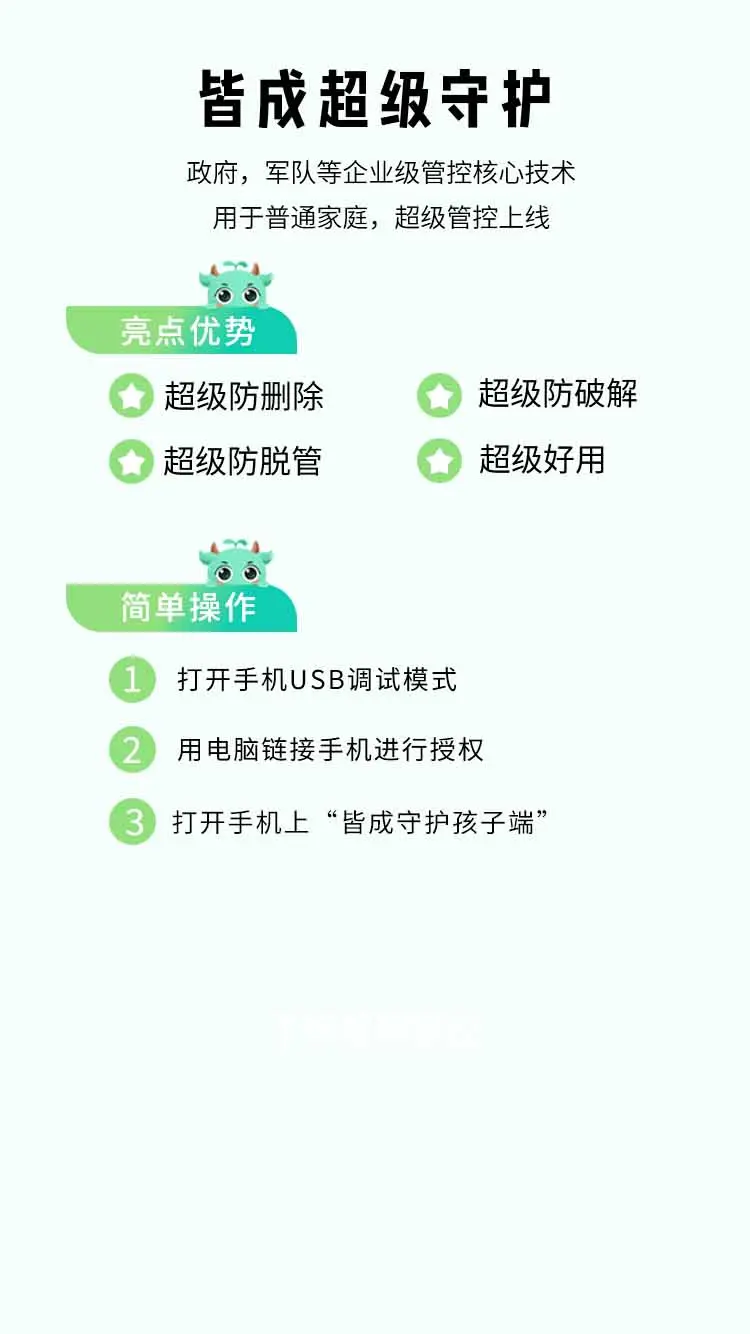 皆成超级守护
政府，军队等企业级管控核心技术
用于普通家庭，超级管控上线
亮点优势
超级防删除
超级防破解
超级防脱管
超级好用
简单操作
1 打开手机USB调试模式
2 用电脑链接手机进行授权
3 打开手机上“皆成守护孩子端”